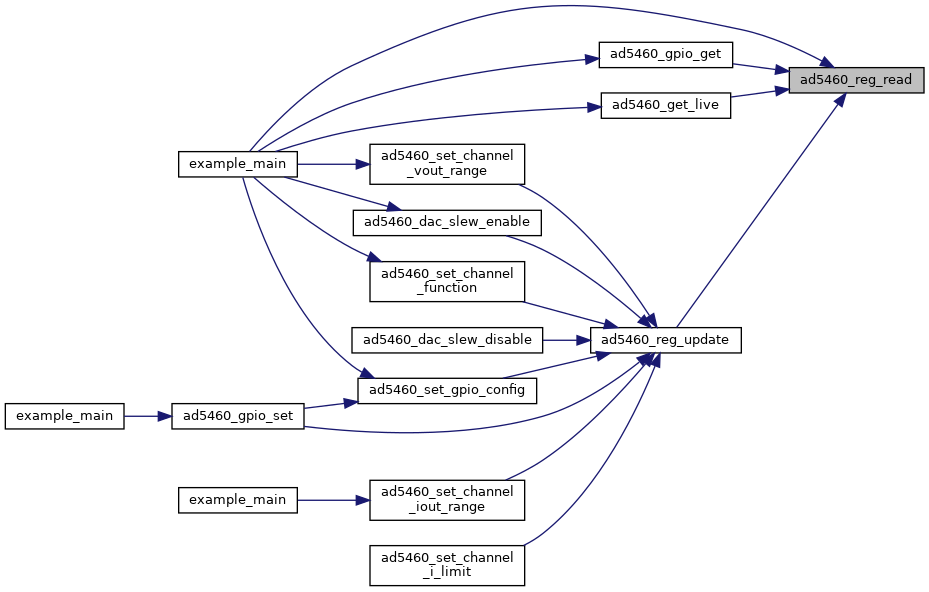 ad5460_gpio_get
ad5460_reg_read
ad5460_get_live
example_main
ad5460_set_channel
_vout_range
ad5460_dac_slew_enable
ad5460_set_channel
_function
ad5460_dac_slew_disable
ad5460_reg_update
ad5460_set_gpio_config
example_main
ad5460_gpio_set
ad5460_set_channel
_iout_range
example_main
ad5460_set_channel
_i_limit